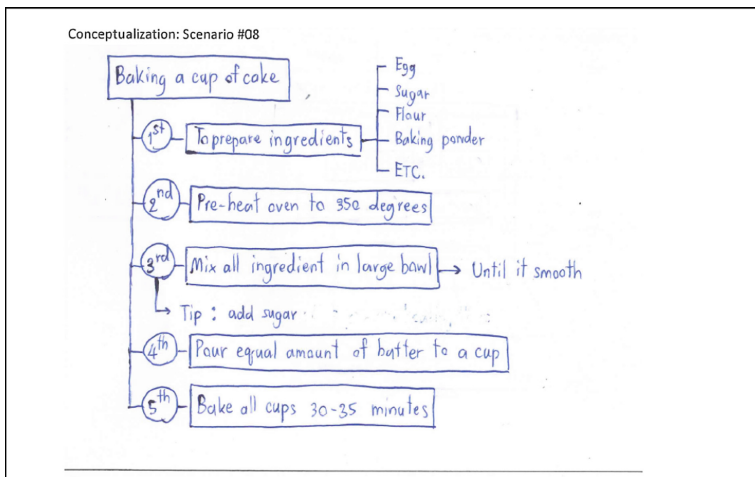 Conceptualization: Scenario #08
Baking a cup of cake
1st To prepare ingredients
Egg
Sugar
Flour
Baking ponder
ETC.
2nd Pre-heat oven to 350 degrees
3rd Mix all ingredient in large bowl → Until it smooth
Tip : add sugar
4th Pour equal amount of batter to a cup
5th Bake all cups 30-35 minutes